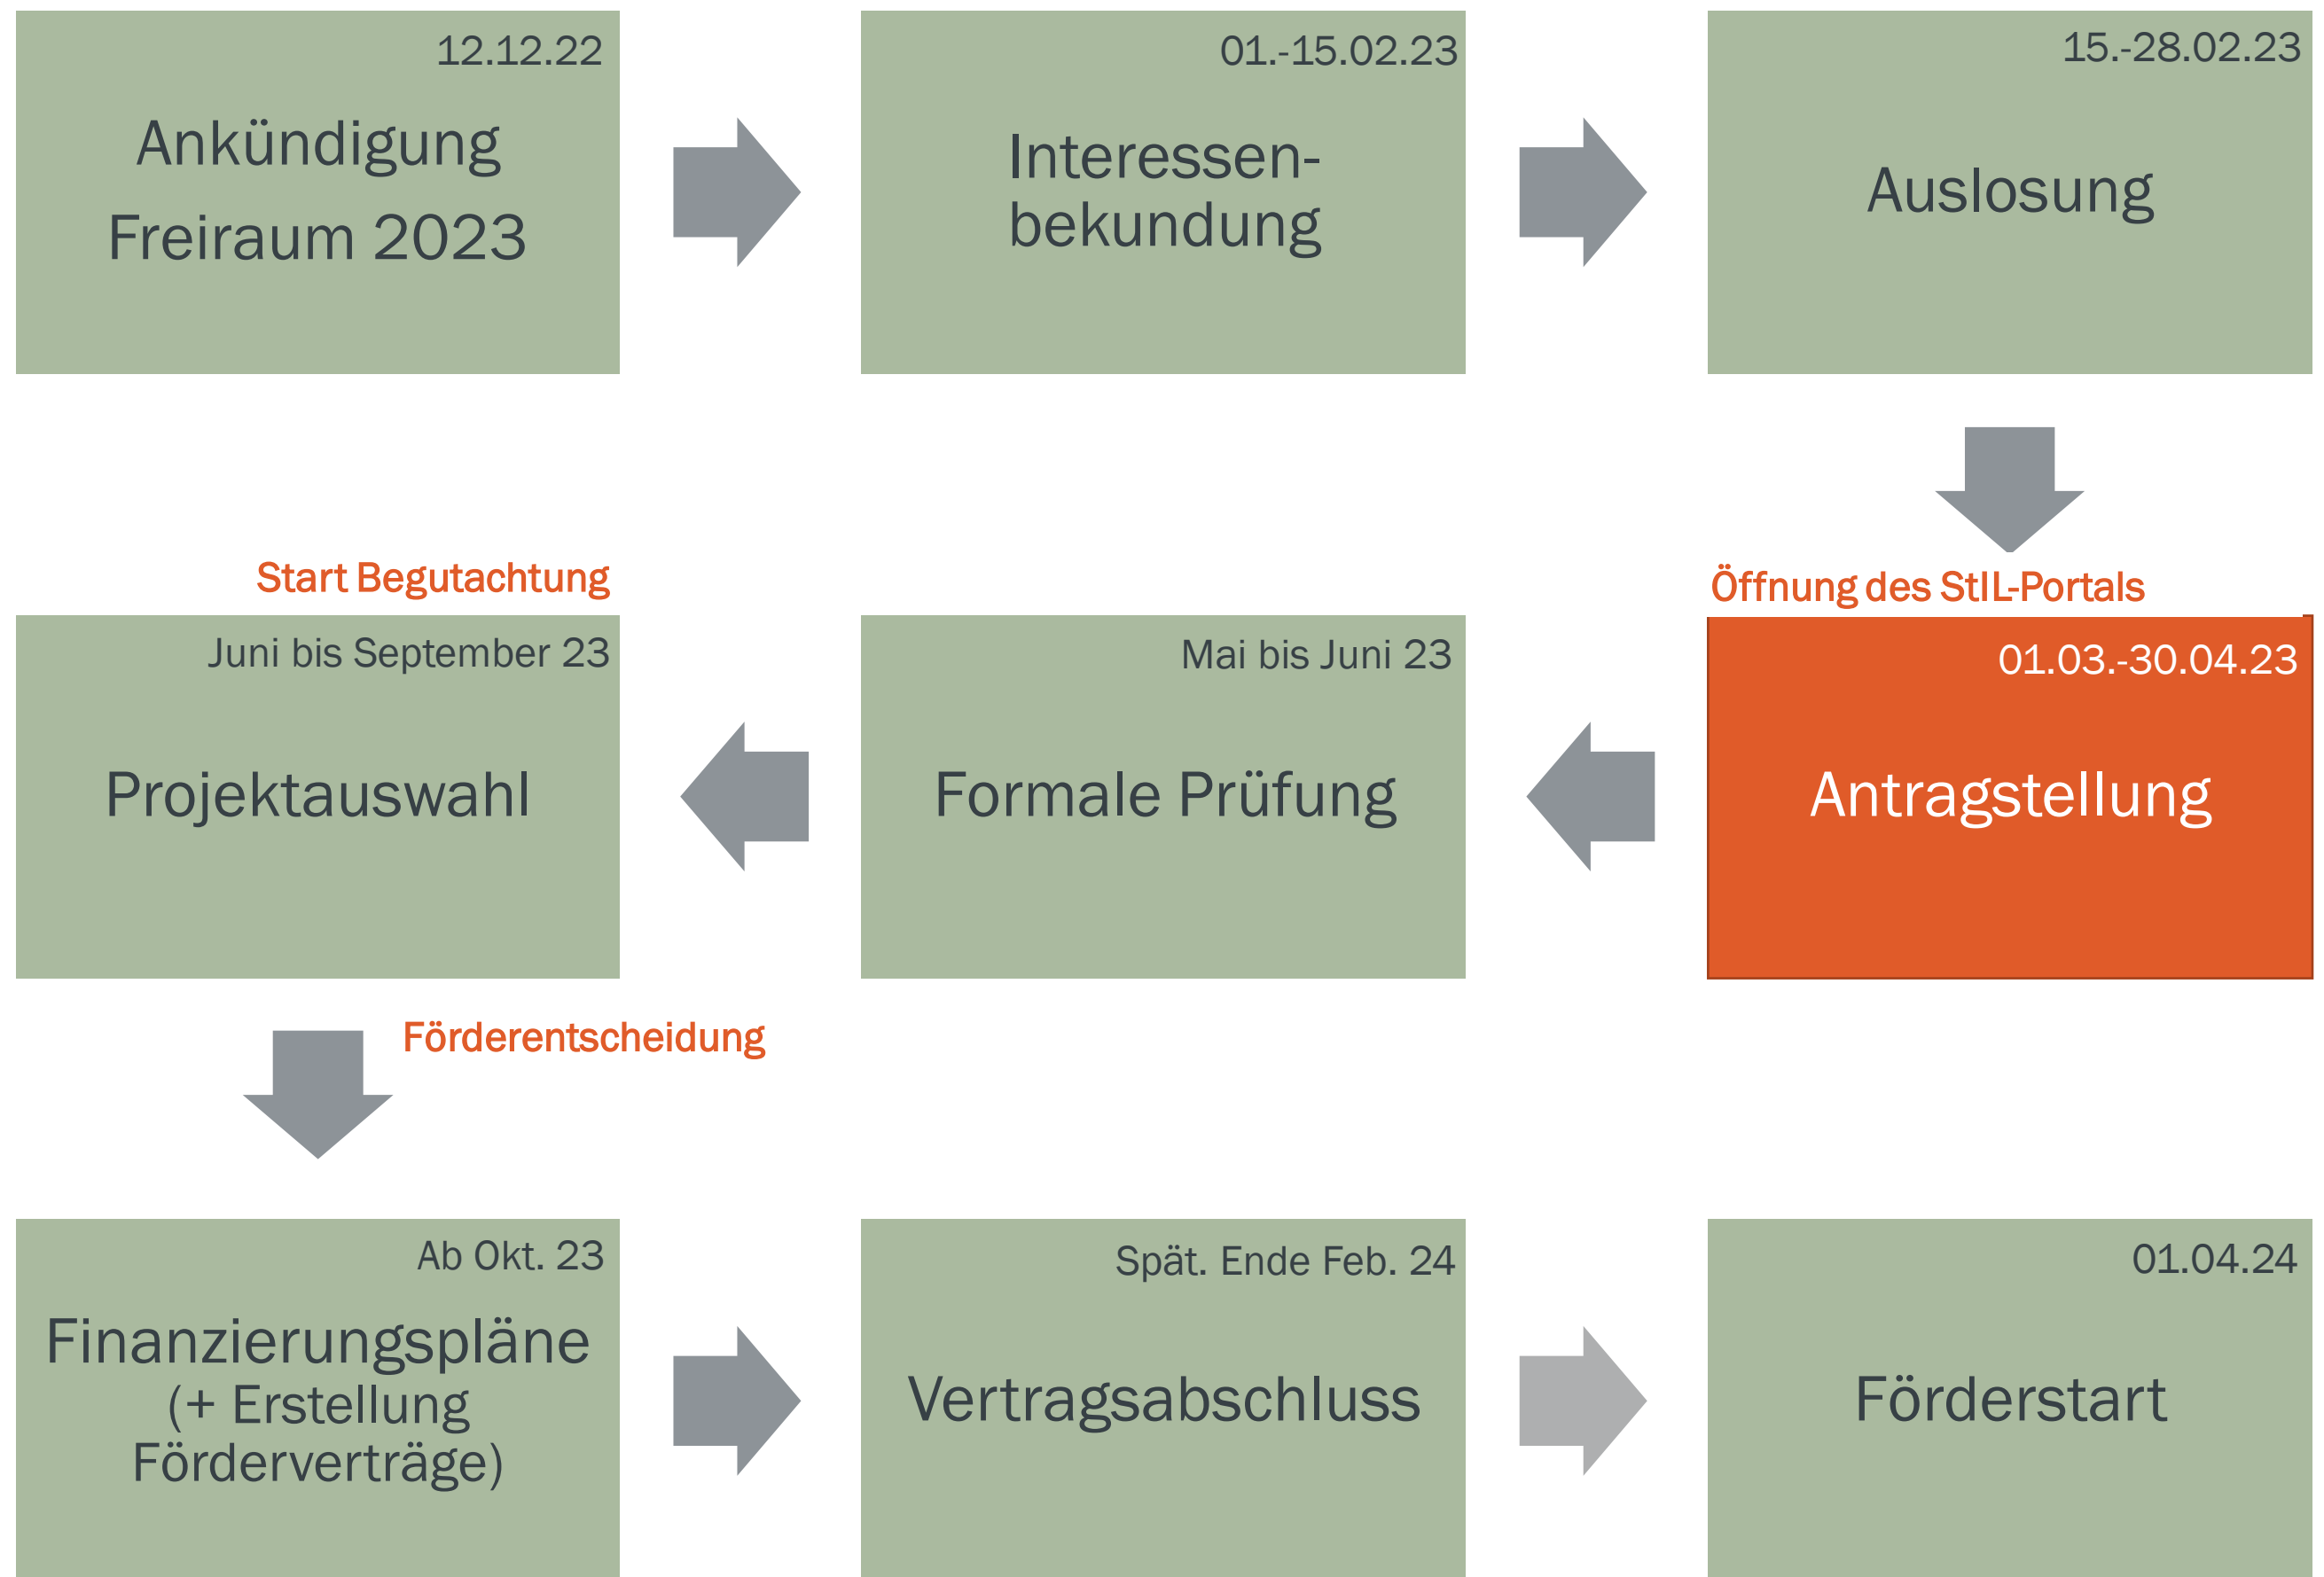 12.12.22
Ankündigung
Freiraum 2023
01.-15.02.23
Interessen-
bekundung
15.-28.02.23
Auslosung
Öffnung des StIL-Portals
01.03.-30.04.23
Antragstellung
Mai bis Juni 23
Formale Prüfung
Start Begutachtung
Juni bis September 23
Projektauswahl
Förderentscheidung
Ab Okt. 23
Finanzierungspläne
(+ Erstellung
Förderverträge)
Spät. Ende Feb. 24
Vertragsabschluss
01.04.24
Förderstart